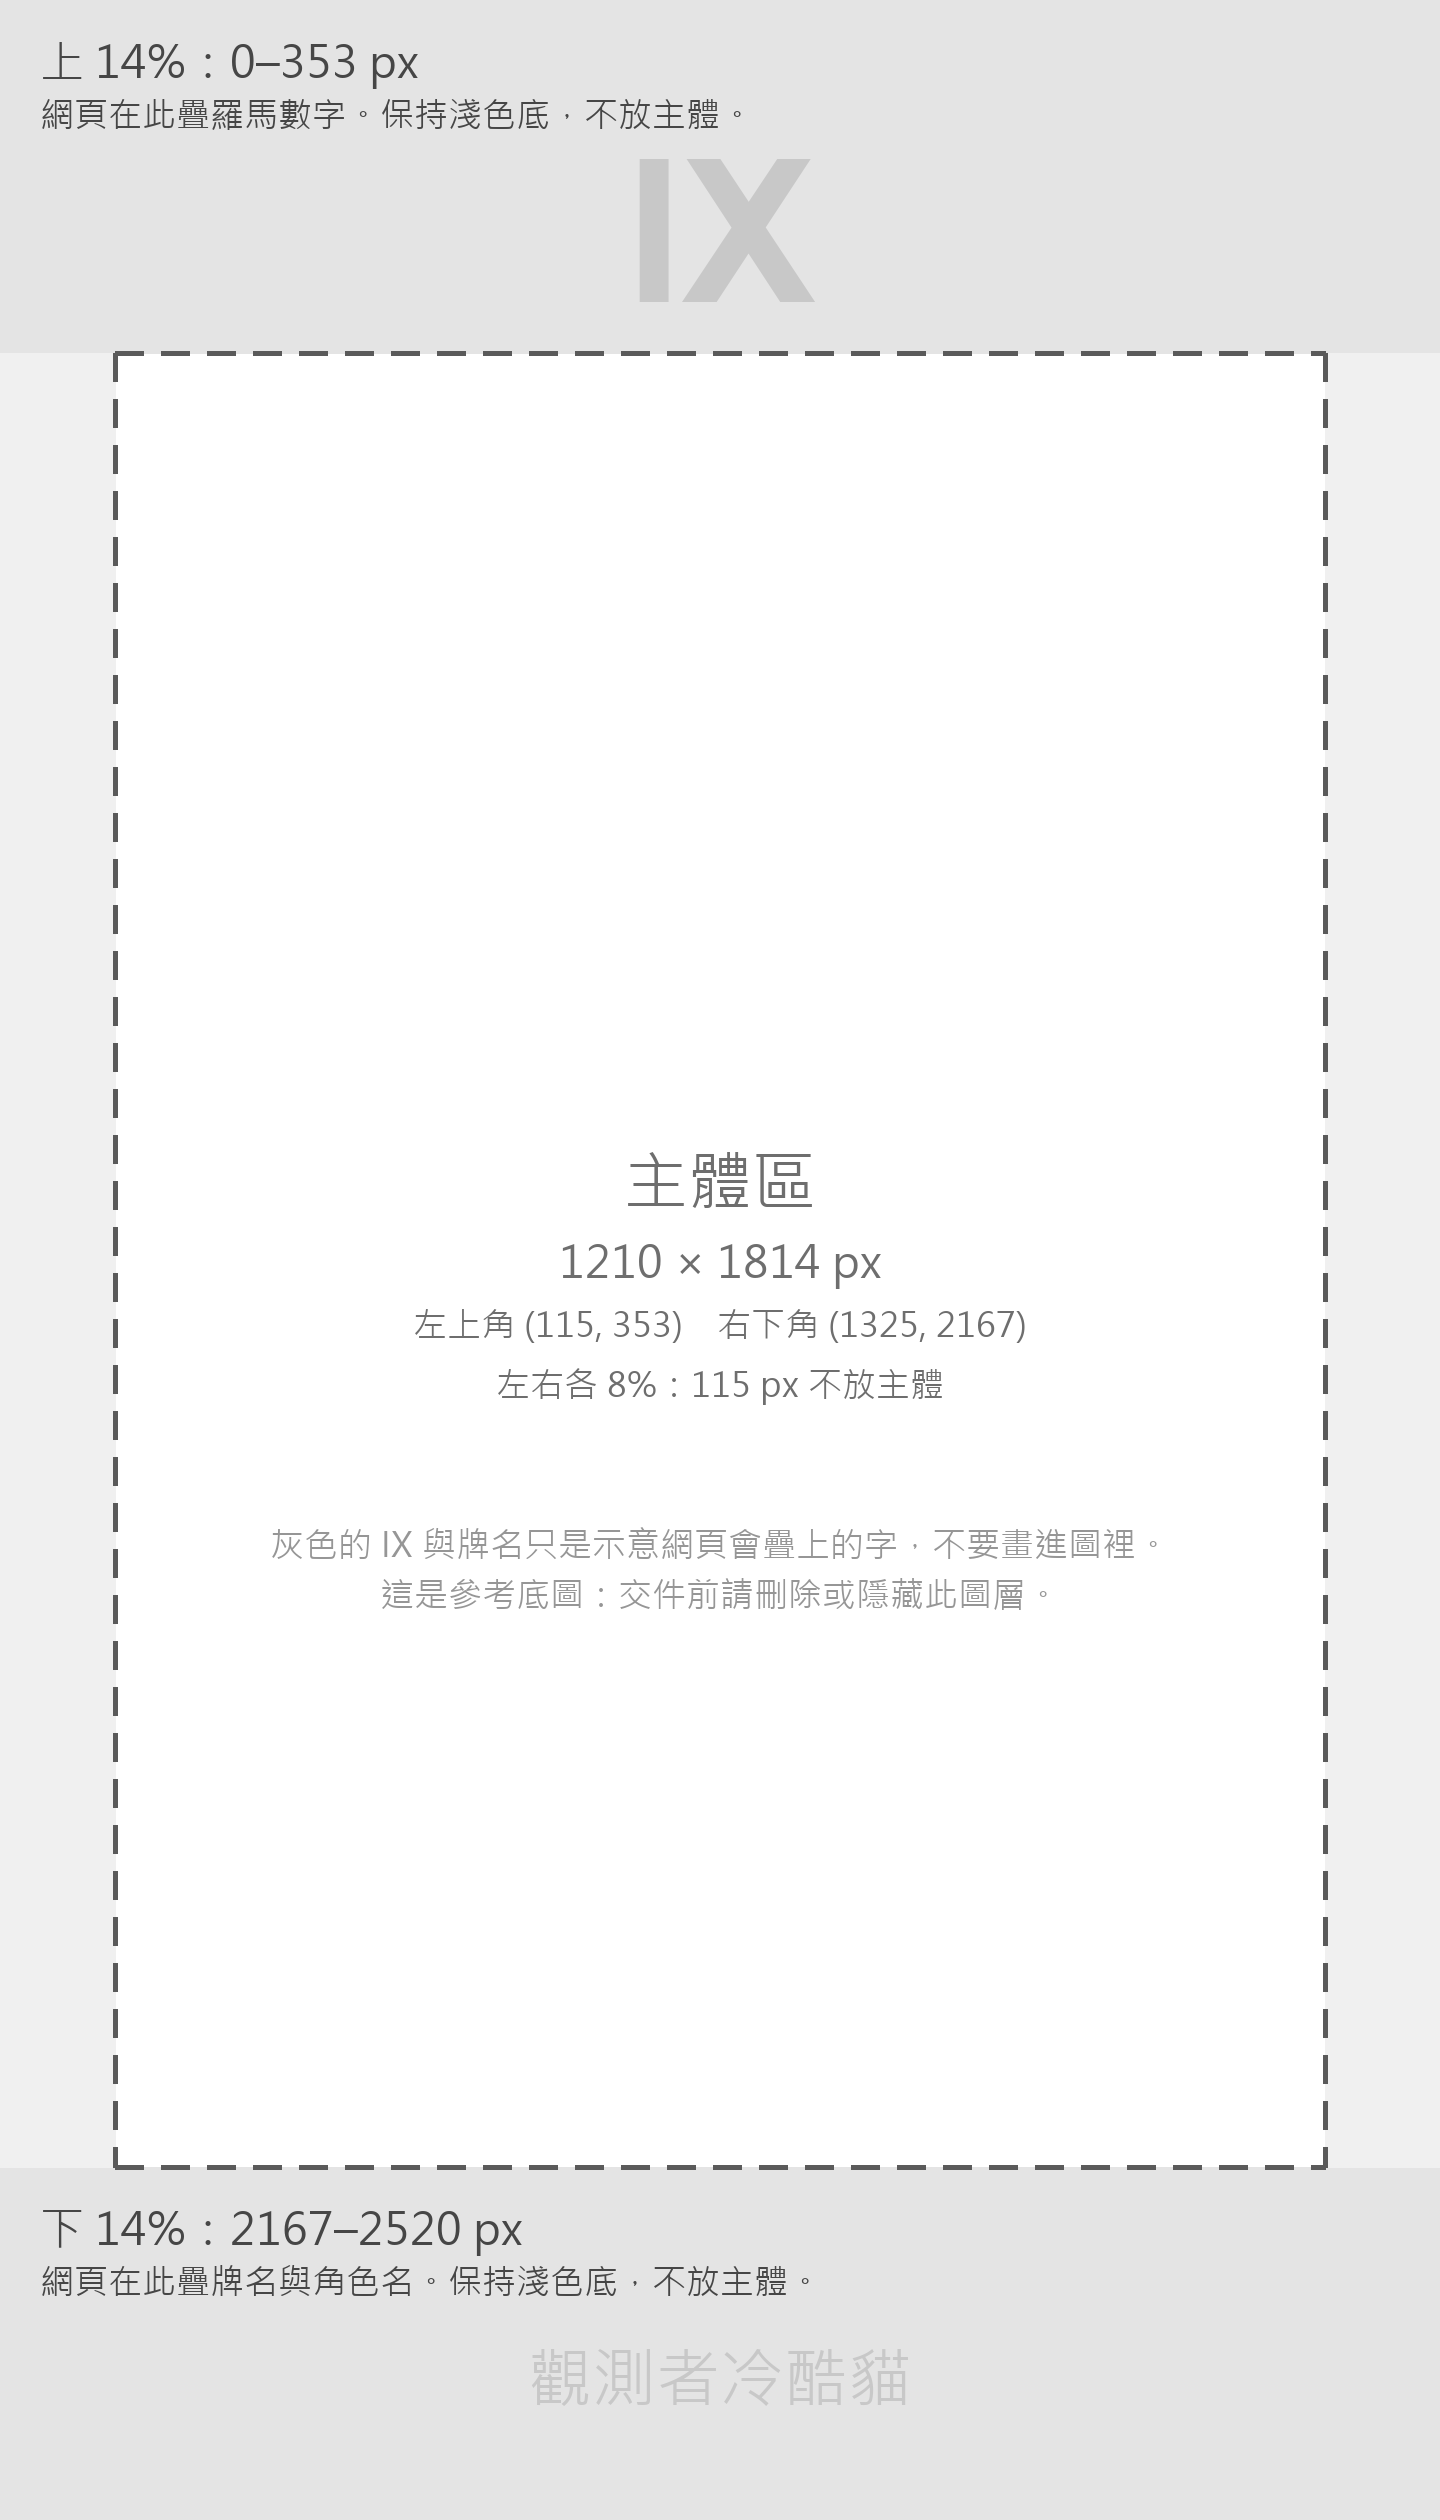 上 14%：0–353 px
網頁在此疊羅馬數字。保持淺色底，不放主體。
IX
主體區
1210 × 1814 px
左上角 (115, 353)　右下角 (1325, 2167)
左右各 8%：115 px 不放主體
灰色的 IX 與牌名只是示意網頁會疊上的字，不要畫進圖裡。
這是參考底圖：交件前請刪除或隱藏此圖層。
下 14%：2167–2520 px
網頁在此疊牌名與角色名。保持淺色底，不放主體。
觀測者冷酷貓